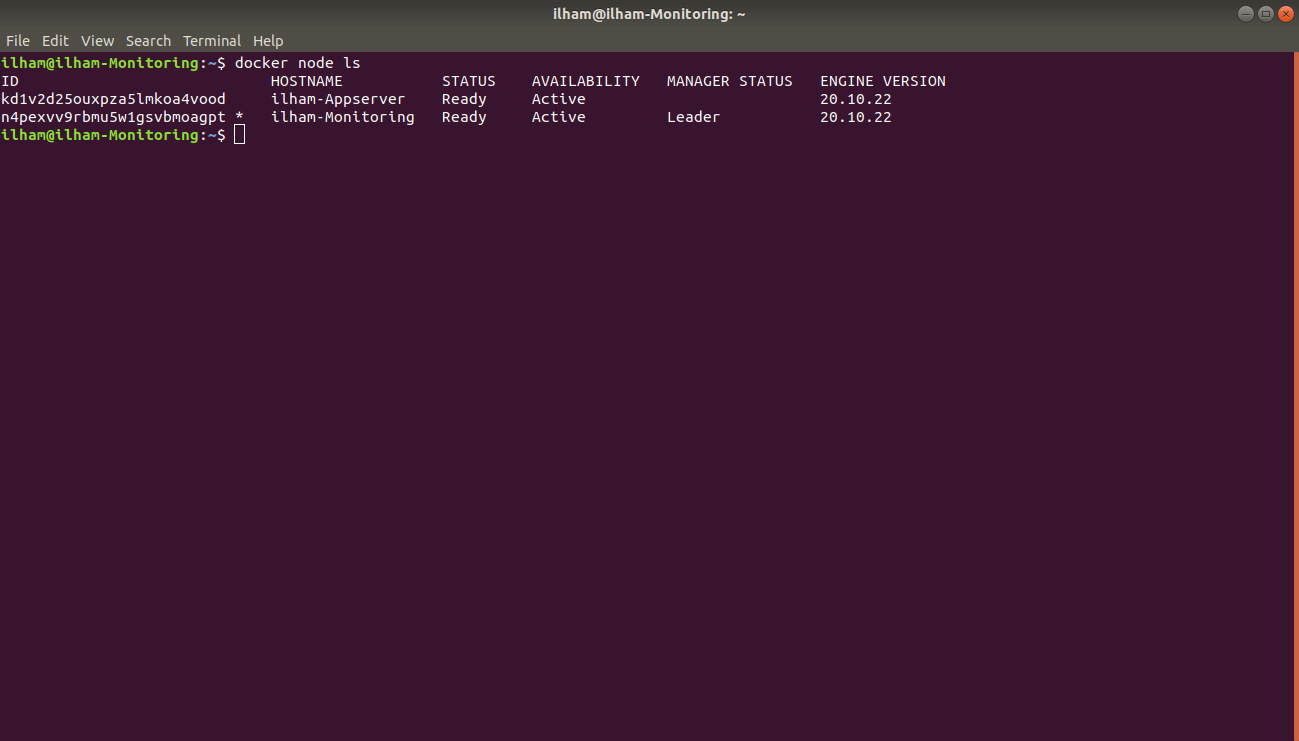 ilham@ilham-Monitoring: ~
File Edit View Search Terminal Help
ilham@ilham-Monitoring:~$ docker node ls
ID                            HOSTNAME           STATUS    AVAILABILITY   MANAGER STATUS   ENGINE VERSION
kd1v2d25ouxpza5lmkoa4vood     ilham-Appserver    Ready     Active                          20.10.22
n4pexvv9rbmu5w1gsvbmoagpt *   ilham-Monitoring   Ready     Active         Leader           20.10.22
ilham@ilham-Monitoring:~$